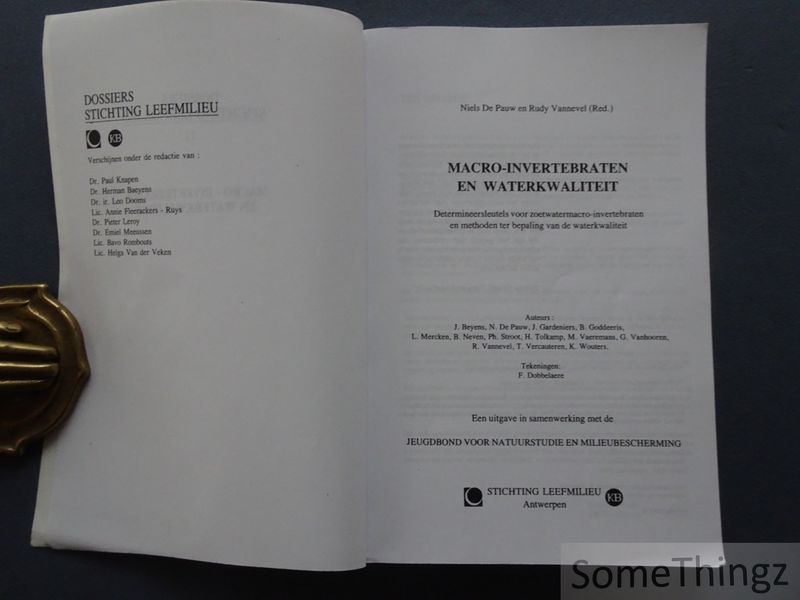 DOSSIERS
STICHTING LEEFMILIEU
KB
Verschijnen onder de redactie van :
Dr. Paul Knapen
Dr. Herman Baeyens
Dr. ir. Leo Dooms
Lic. Annie Fleerackers - Ruys
Dr. Pieter Leroy
Dr. Emiel Meeussen
Lic. Bavo Rombouts
Lic. Helga Van der Veken
Niels De Pauw en Rudy Vannevel (Red.)
MACRO-INVERTEBRATEN
EN WATERKWALITEIT
Determineersleutels voor zoetwatermacro-invertebraten
en methoden ter bepaling van de waterkwaliteit
Auteurs :
J. Beyens, N. De Pauw, J. Gardeniers, B. Goddeeris,
L. Mercken, B. Neven, Ph. Stroot, H. Tolkamp, M. Vaeremans, G. Vanhooren,
R. Vannevel, T. Vercauteren, K. Wouters.
Tekeningen:
F. Dobbelaere
Een uitgave in samenwerking met de
JEUGDBOND VOOR NATUURSTUDIE EN MILIEUBESCHERMING
STICHTING LEEFMILIEU KB
Antwerpen
SomeThingz